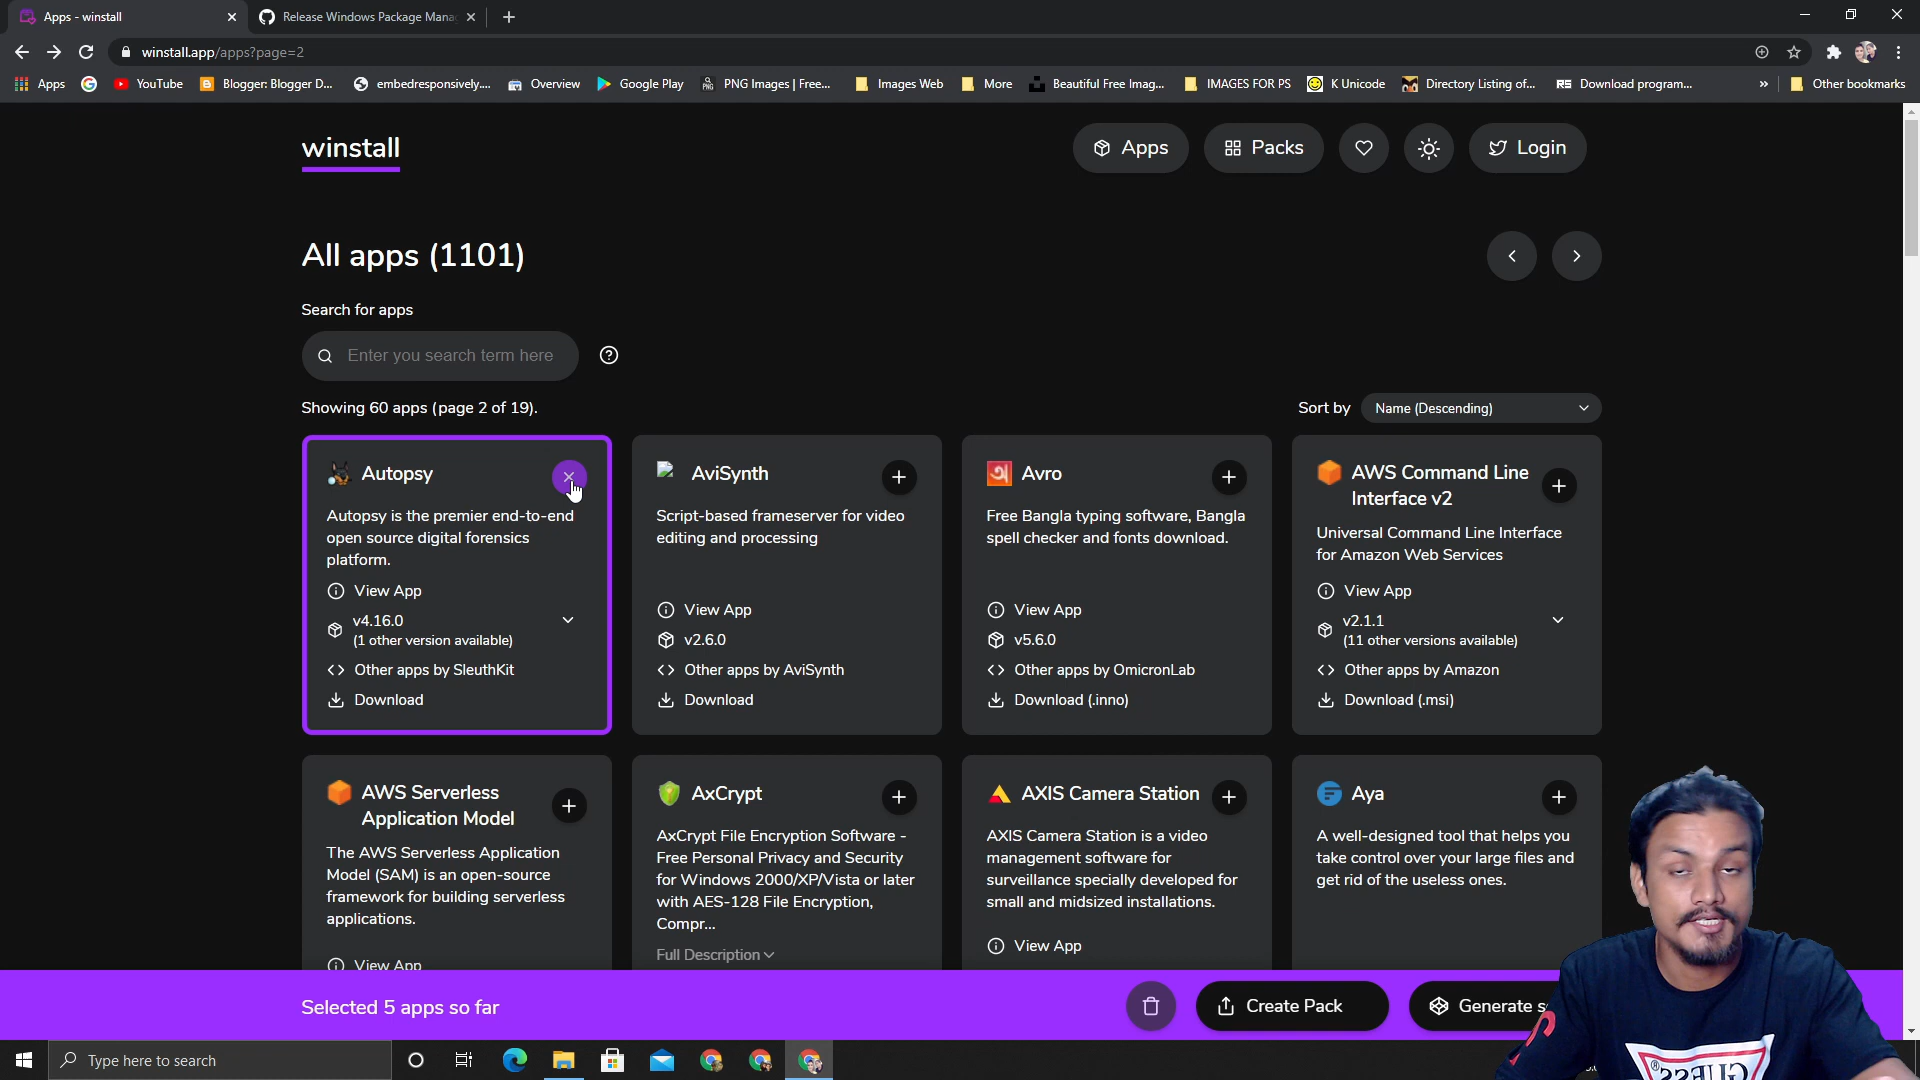 Apps - winstall
Release Windows Package Mana
winstall.app/apps?page=2
Apps
YouTube
Blogger: Blogger D...
embedresponsively....
Overview
Google Play
PNG Images | Free...
Images Web
More
Beautiful Free Imag...
IMAGES FOR PS
K Unicode
Directory Listing of...
Download program...
»
Other bookmarks
winstall
Apps
Packs
Login
All apps (1101)
Search for apps
Enter you search term here
Showing 60 apps (page 2 of 19).
Sort by
Name (Descending)
Autopsy
Autopsy is the premier end-to-end
open source digital forensics
platform.
View App
v4.16.0
(1 other version available)
Other apps by SleuthKit
Download
AviSynth
Script-based frameserver for video
editing and processing
View App
v2.6.0
Other apps by AviSynth
Download
Avro
Free Bangla typing software, Bangla
spell checker and fonts download.
View App
v5.6.0
Other apps by OmicronLab
Download (.inno)
AWS Command Line
Interface v2
Universal Command Line Interface
for Amazon Web Services
View App
v2.1.1
(11 other versions available)
Other apps by Amazon
Download (.msi)
AWS Serverless
Application Model
The AWS Serverless Application
Model (SAM) is an open-source
framework for building serverless
applications.
View App
AxCrypt
AxCrypt File Encryption Software -
Free Personal Privacy and Security
for Windows 2000/XP/Vista or later
with AES-128 File Encryption,
Compr...
Full Description
AXIS Camera Station
AXIS Camera Station is a video
management software for
surveillance specially developed for
small and midsized installations.
View App
Aya
A well-designed tool that helps you
take control over your large files and
get rid of the useless ones.
Selected 5 apps so far
Create Pack
Generate s
Type here to search
GUESS